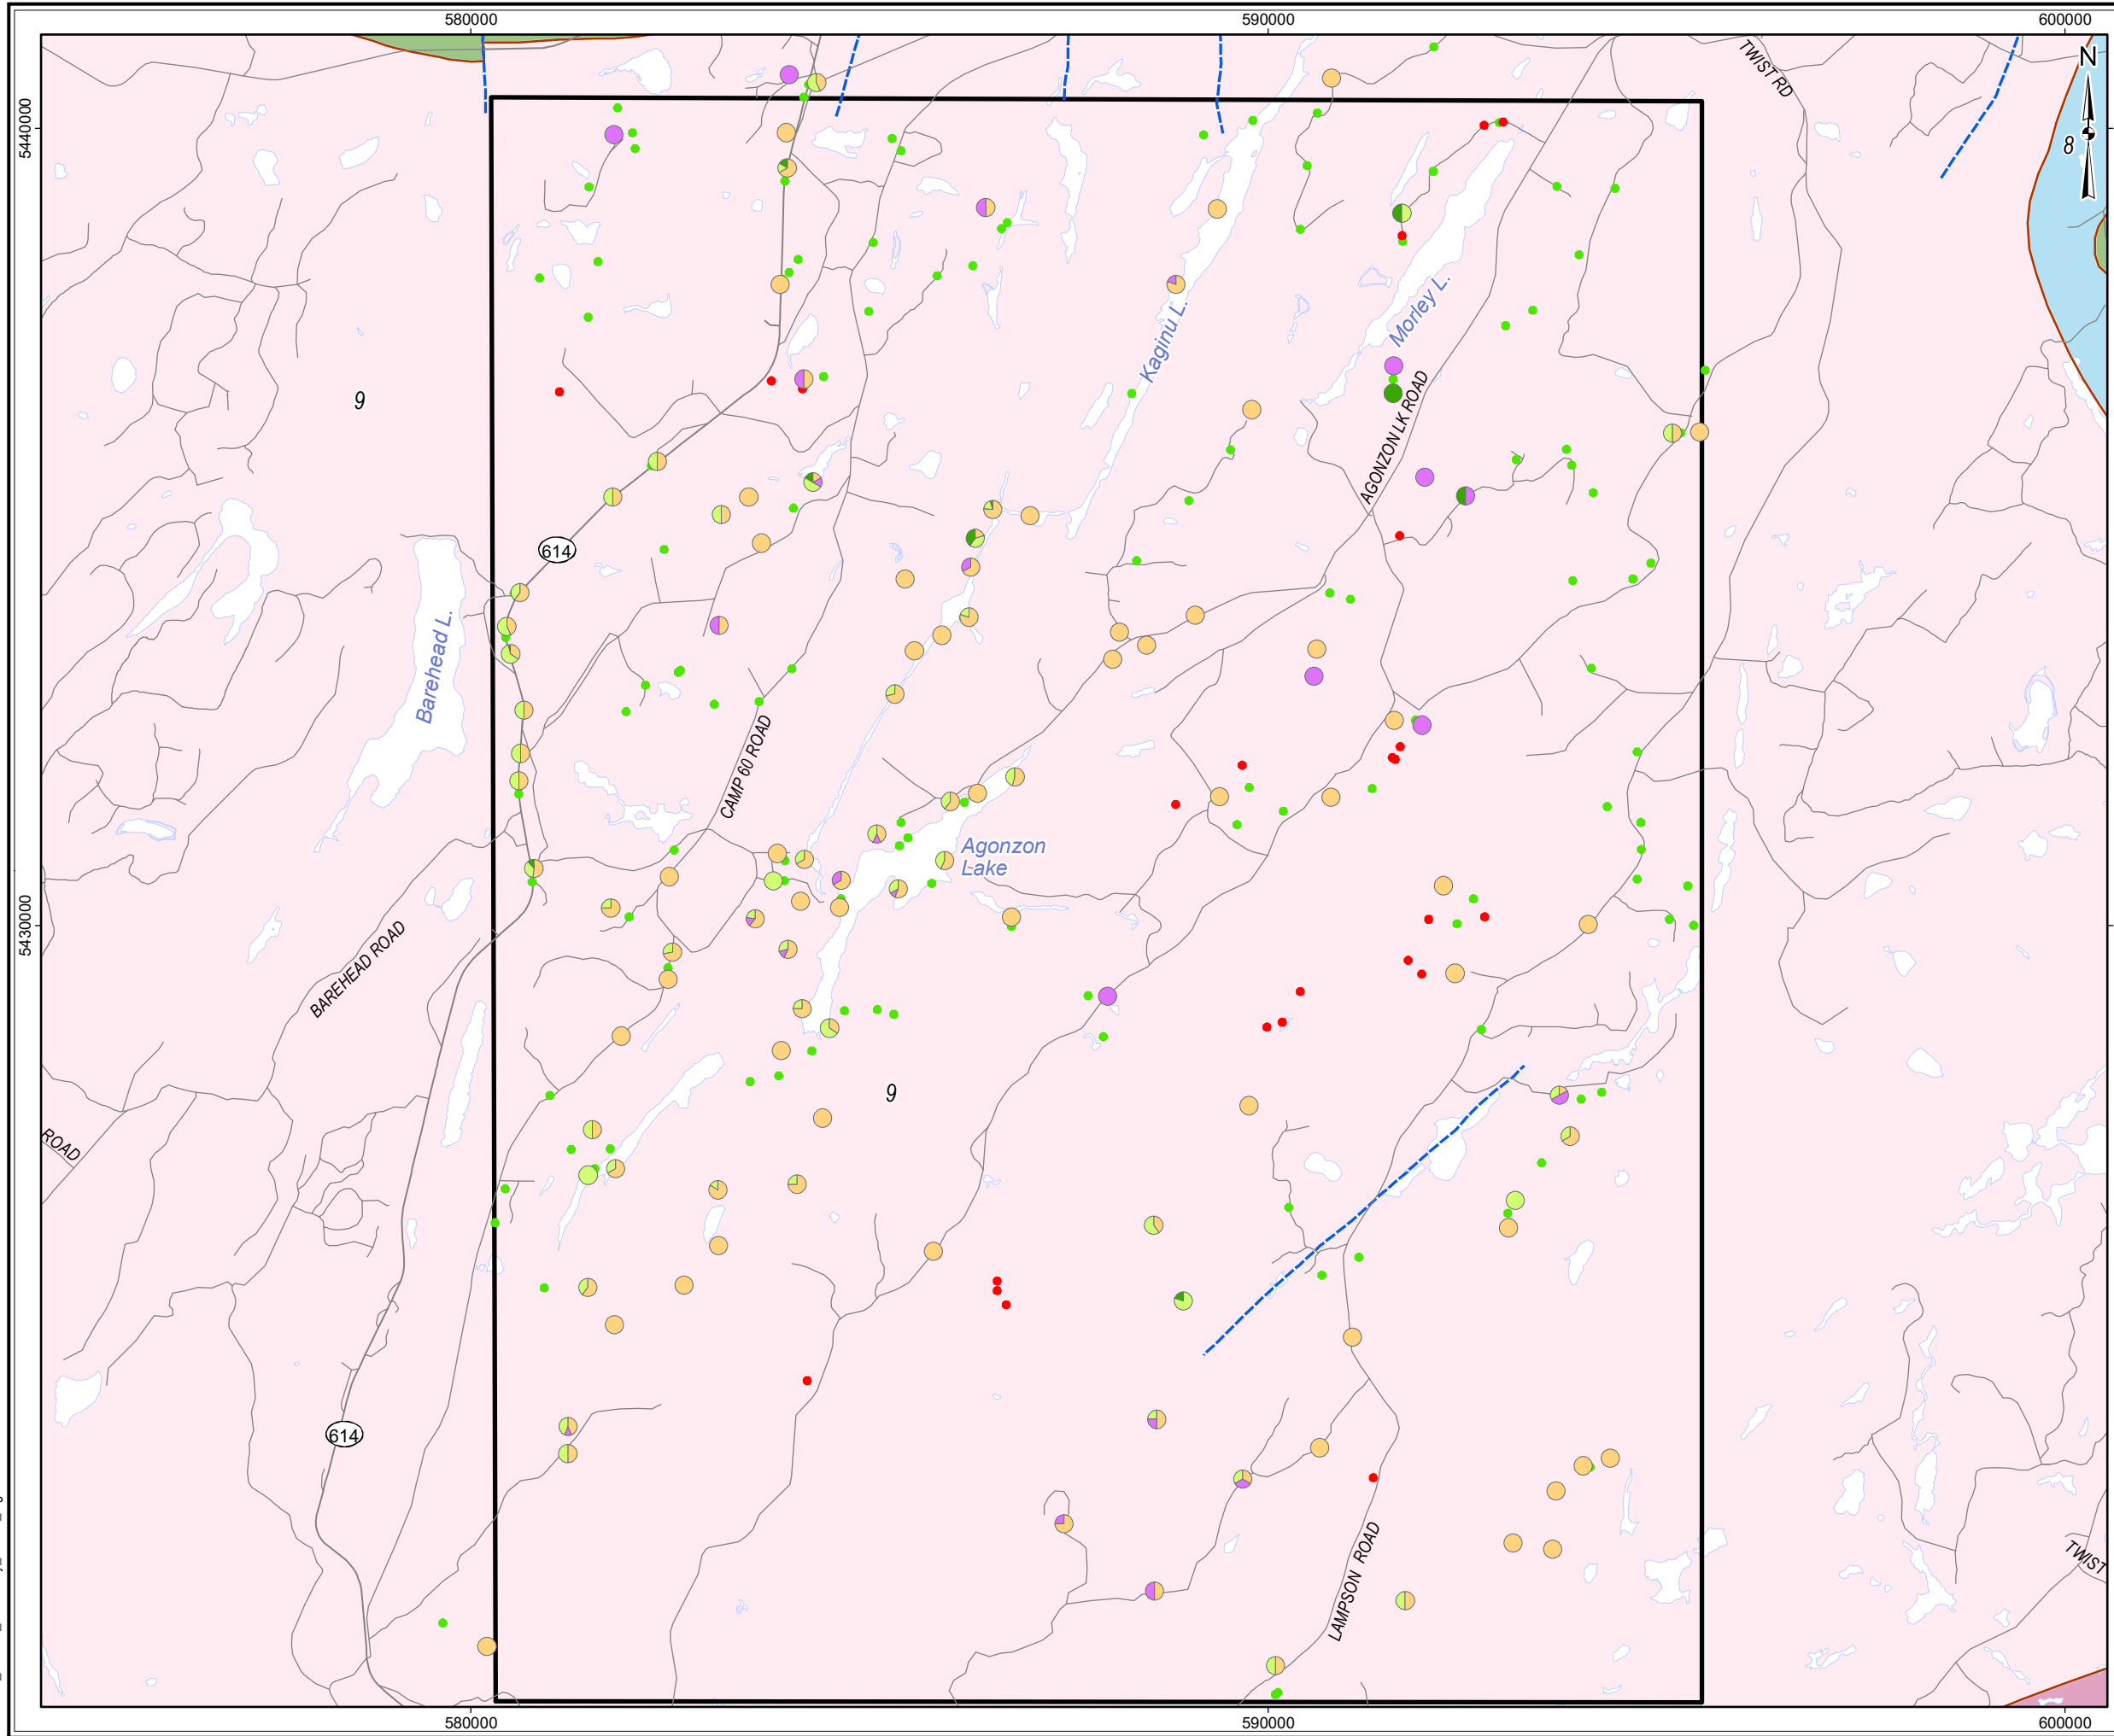 580000
590000
600000
N
TWIST RD
5440000
8
Kaginu L.
Morley L.
9
AGONZON LK ROAD
614
Barehead L.
CAMP 60 ROAD
Agonzon
Lake
5430000
BAREHEAD ROAD
9
ROAD
614
LAMPSON ROAD
TWIST
580000
590000
600000